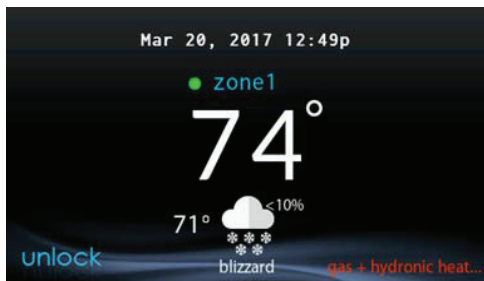 Mar 20, 2017 12:49p
zone1
74°
<10%
71°
blizzard
unlock
gas + hydronic heat...